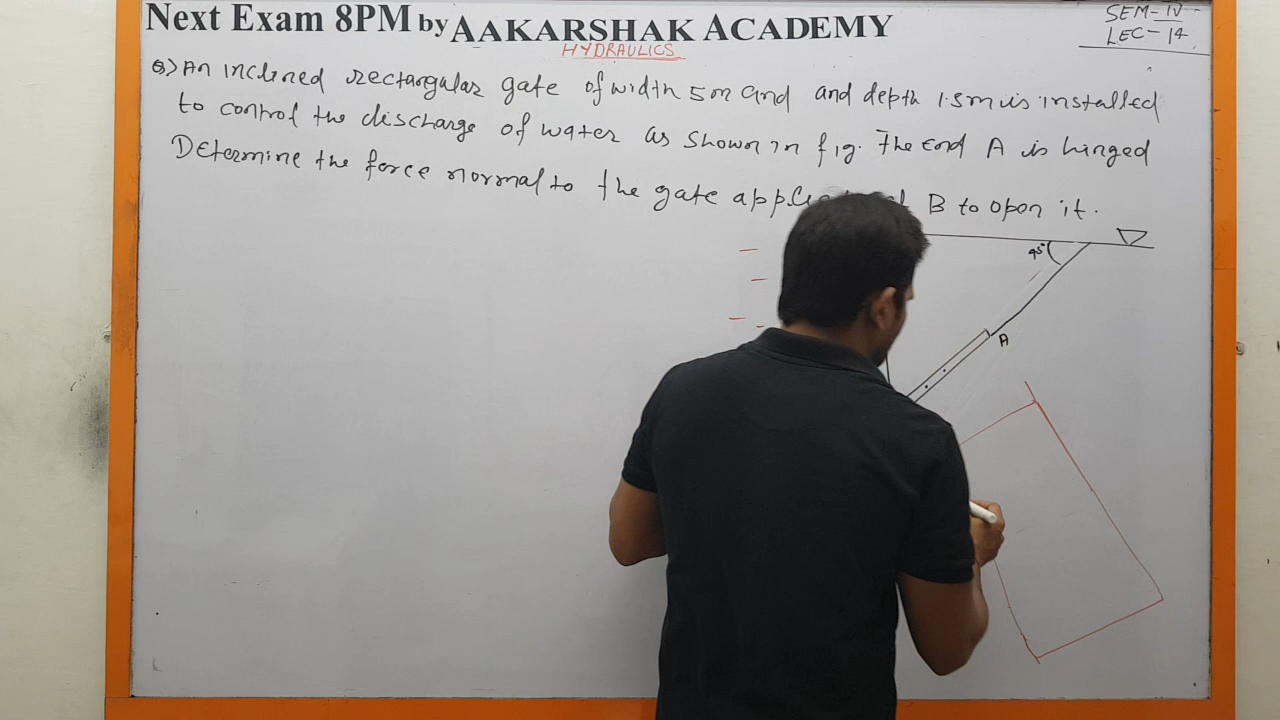 Next Exam 8PM by AAKARSHAK ACADEMY
SEM-IV
LEC-14
HYDRAULICS
Q) An inclined rectangular gate of width 5m and and depth 1.5m is installed
to control the discharge of water as shown in fig. The end A is hinged
Determine the force normal to the gate B to open it.
45°
A